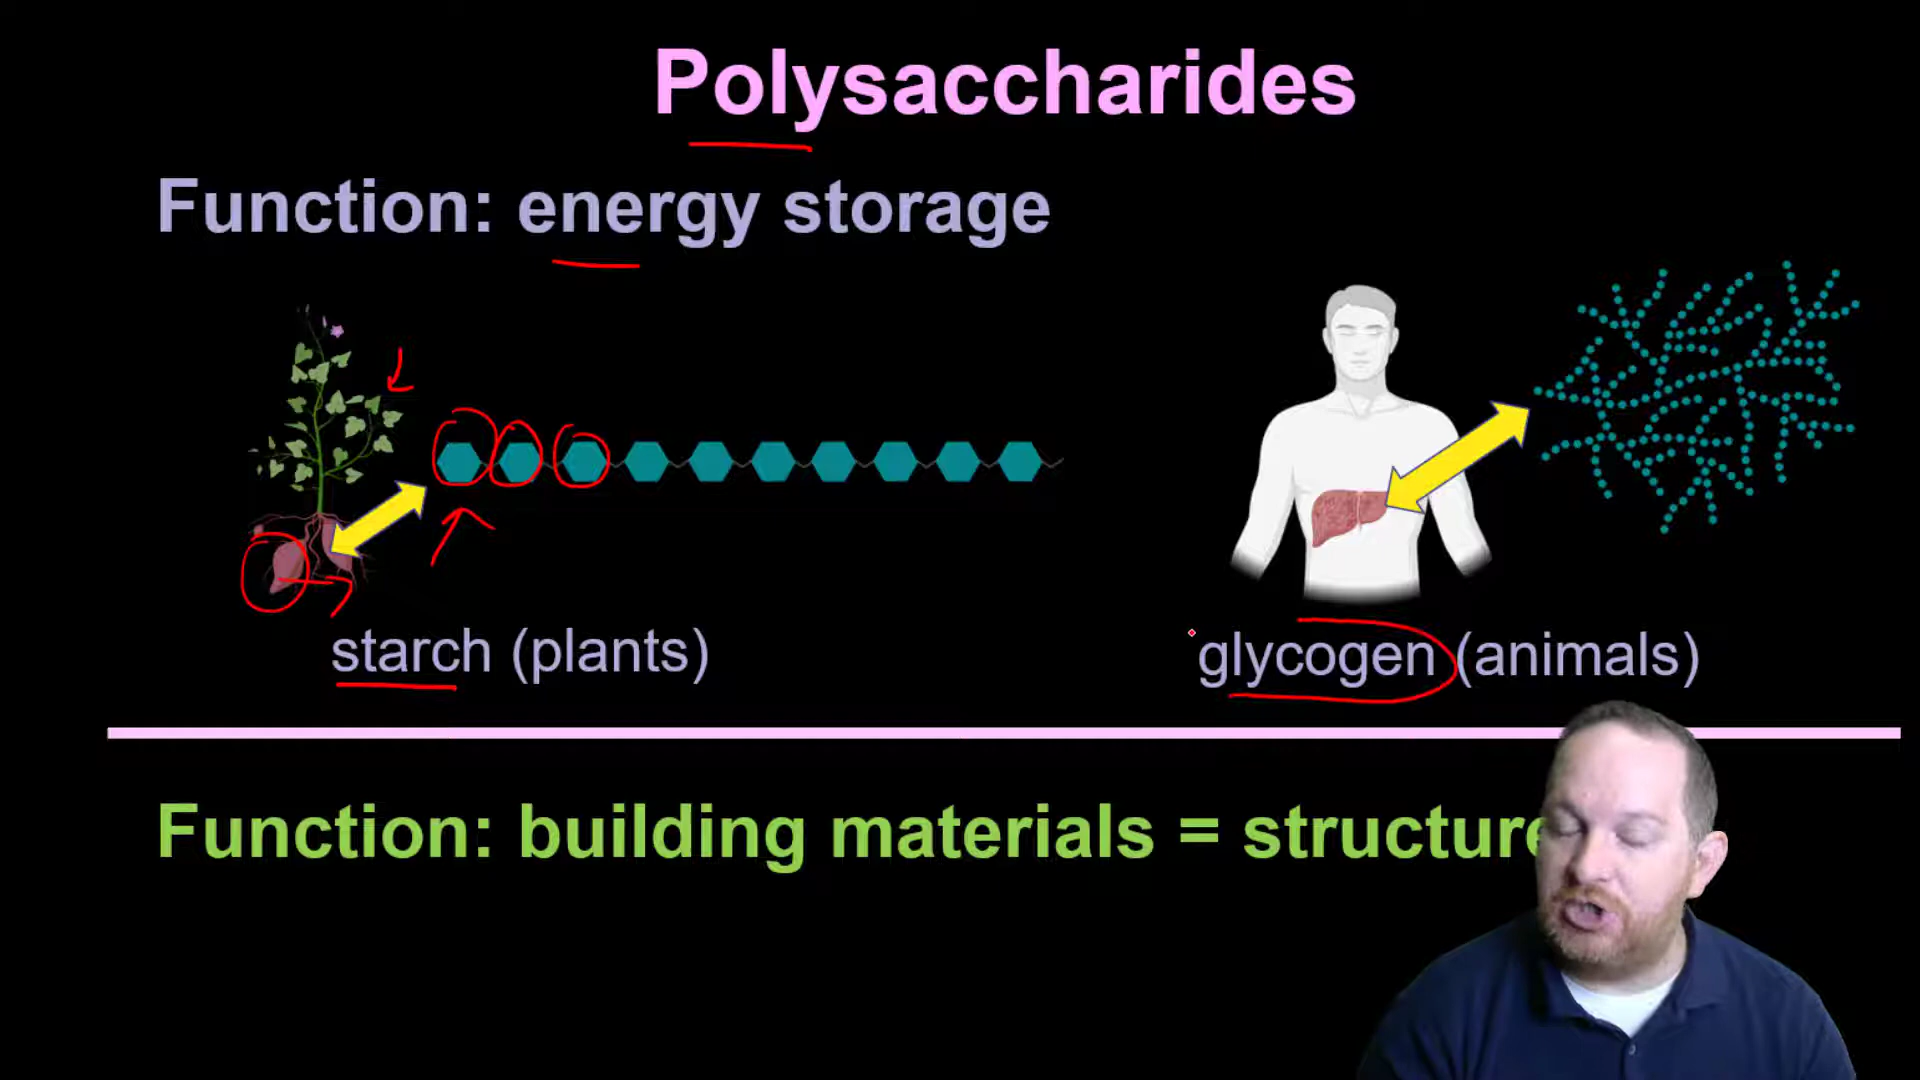 Polysaccharides
Function: energy storage
starch (plants)
glycogen (animals)
Function: building materials = structure